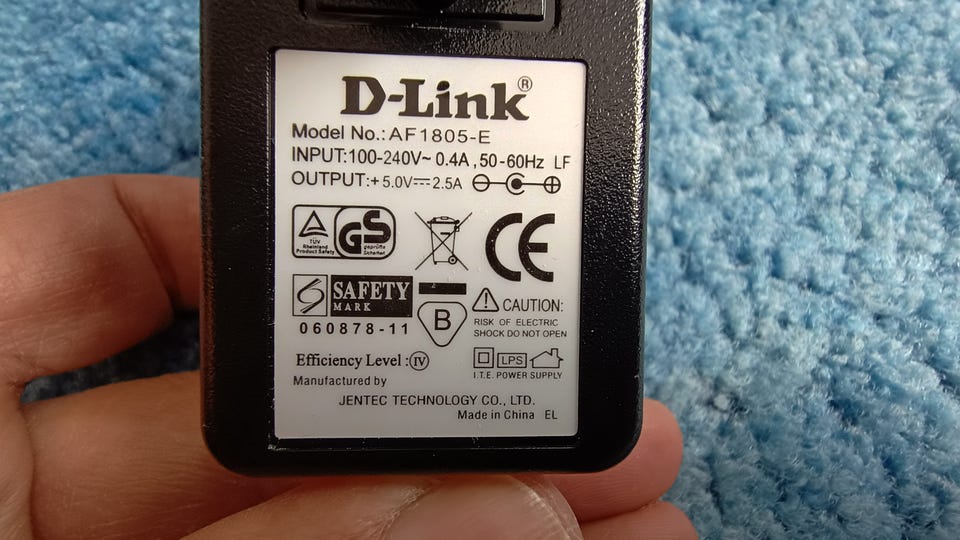 D-Link®
Model No.:AF1805-E
INPUT:100-240V~ 0.4A,50-60Hz LF
OUTPUT:+5.0V⎓2.5A
TÜV
Rheinland
Product Safety
GS
geprüfte
Sicherheit
CE
SAFETY
MARK
060878-11
B
CAUTION:
RISK OF ELECTRIC
SHOCK DO NOT OPEN
Efficiency Level :IV
LPS
I.T.E. POWER SUPPLY
Manufactured by
JENTEC TECHNOLOGY CO., LTD.
Made in China EL